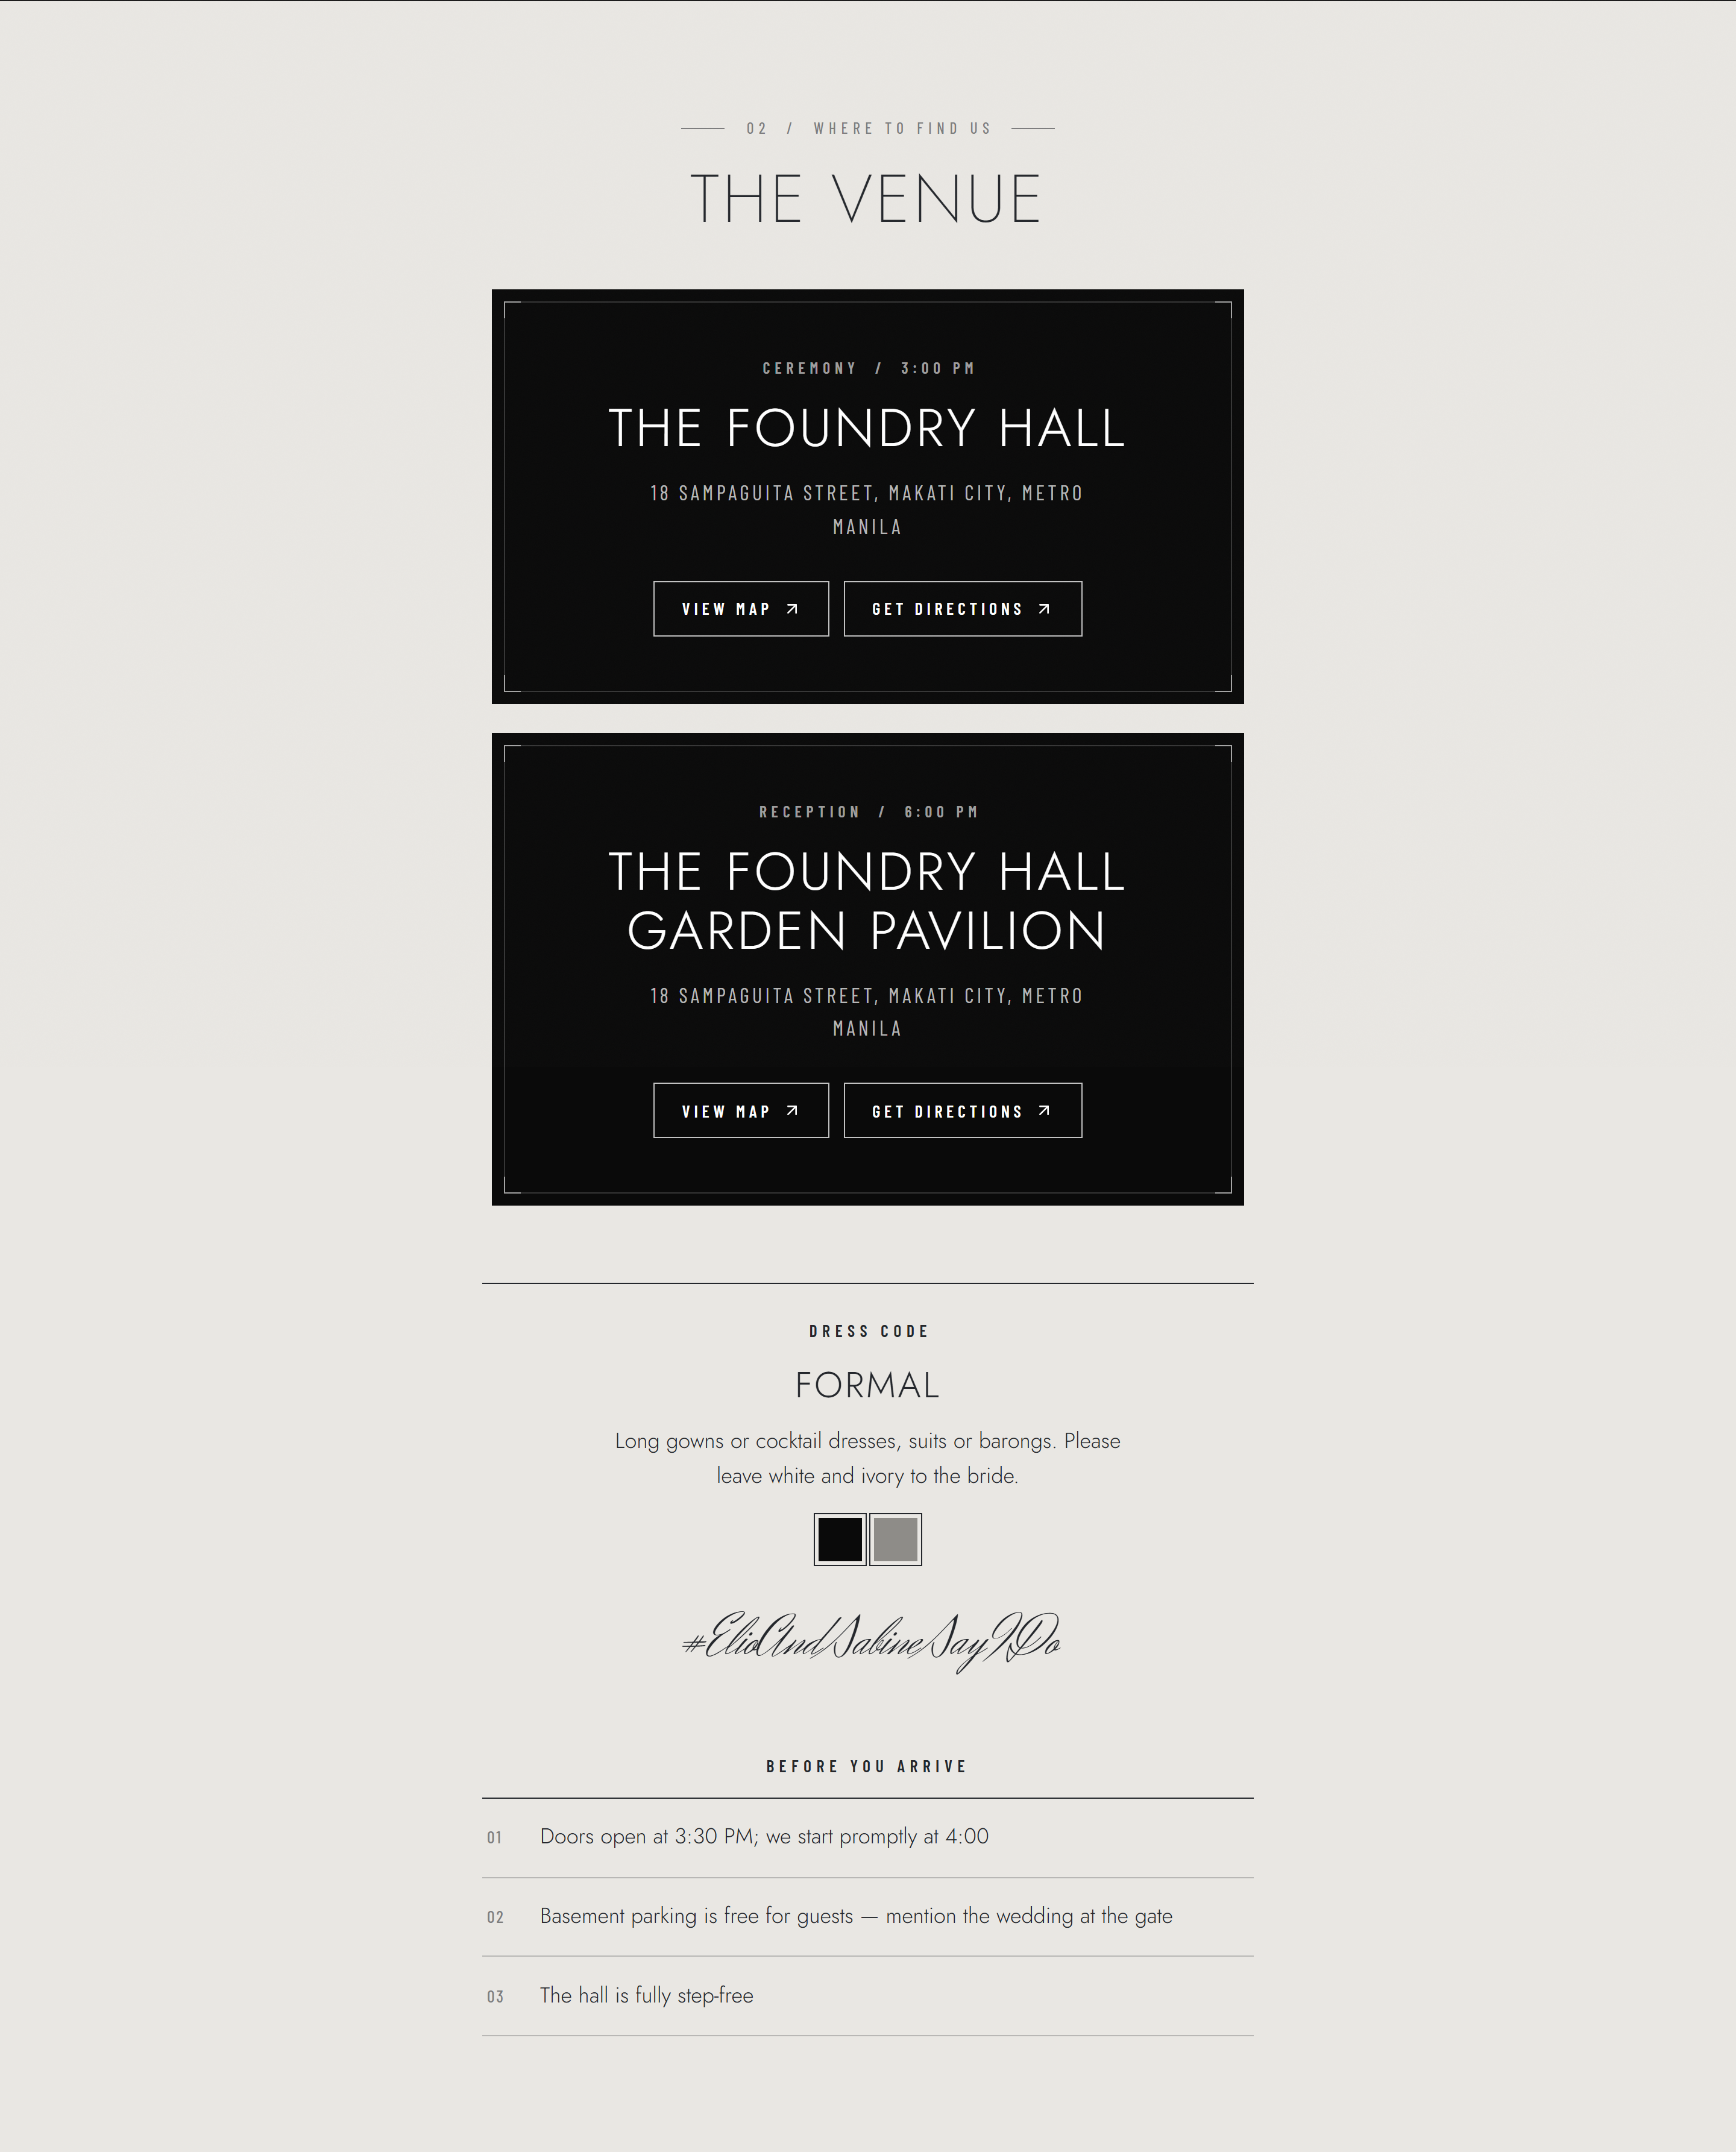 02 / WHERE TO FIND US
THE VENUE
CEREMONY / 3:00 PM
THE FOUNDRY HALL
18 SAMPAGUITA STREET, MAKATI CITY, METRO
MANILA
VIEW MAP GET DIRECTIONS
RECEPTION / 6:00 PM
THE FOUNDRY HALL
GARDEN PAVILION
18 SAMPAGUITA STREET, MAKATI CITY, METRO
MANILA
VIEW MAP GET DIRECTIONS
DRESS CODE
FORMAL
Long gowns or cocktail dresses, suits or barongs. Please
leave white and ivory to the bride.
#ElioAndSabineSayIDo
BEFORE YOU ARRIVE
01 Doors open at 3:30 PM; we start promptly at 4:00
02 Basement parking is free for guests — mention the wedding at the gate
03 The hall is fully step-free